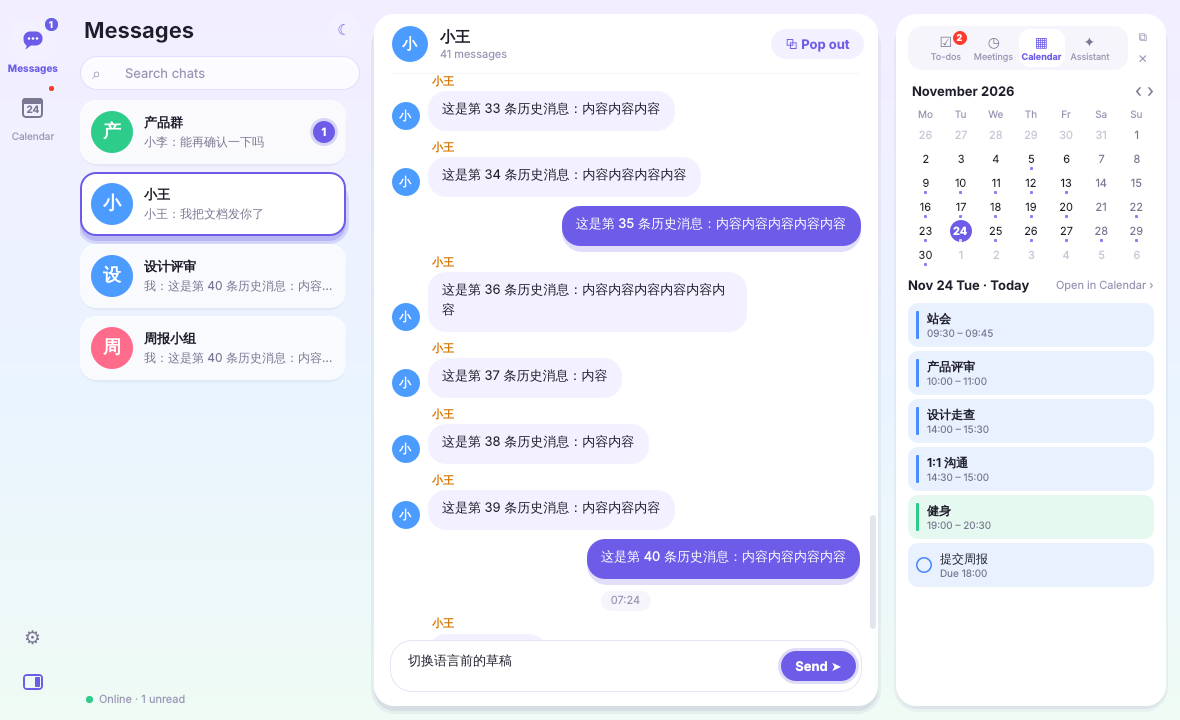 1
Messages
24
Calendar
Messages
Search chats
产
产品群
小李：能再确认一下吗
1
小
小王
小王：我把文档发你了
设
设计评审
我：这是第 40 条历史消息：内容...
周
周报小组
我：这是第 40 条历史消息：内容...
Online · 1 unread
小
小王
41 messages
Pop out
小王
小
这是第 33 条历史消息：内容内容内容
小王
小
这是第 34 条历史消息：内容内容内容内容
这是第 35 条历史消息：内容内容内容内容内容
小王
小
这是第 36 条历史消息：内容内容内容内容内容内
容
小王
小
这是第 37 条历史消息：内容
小王
小
这是第 38 条历史消息：内容内容
小王
小
这是第 39 条历史消息：内容内容内容
这是第 40 条历史消息：内容内容内容内容
07:24
小王
切换语言前的草稿
Send
2
To-dos
Meetings
Calendar
Assistant
November 2026
Mo Tu We Th Fr Sa Su
26 27 28 29 30 31 1
2 3 4 5 6 7 8
9 10 11 12 13 14 15
16 17 18 19 20 21 22
23 24 25 26 27 28 29
30 1 2 3 4 5 6
Nov 24 Tue · Today
Open in Calendar ›
站会
09:30 – 09:45
产品评审
10:00 – 11:00
设计走查
14:00 – 15:30
1:1 沟通
14:30 – 15:00
健身
19:00 – 20:30
提交周报
Due 18:00